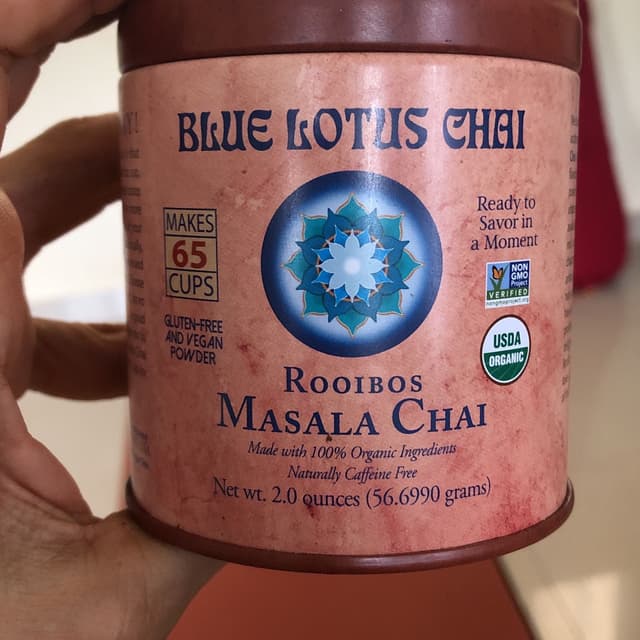 BLUE LOTUS CHAI
MAKES
65
CUPS
GLUTEN-FREE
AND VEGAN
POWDER
Ready to
Savor in
a Moment
NON
GMO
Project
VERIFIED
nongmoproject.org
USDA
ORGANIC
ROOIBOS
MASALA CHAI
Made with 100% Organic Ingredients
Naturally Caffeine Free
Net wt. 2.0 ounces (56.6990 grams)